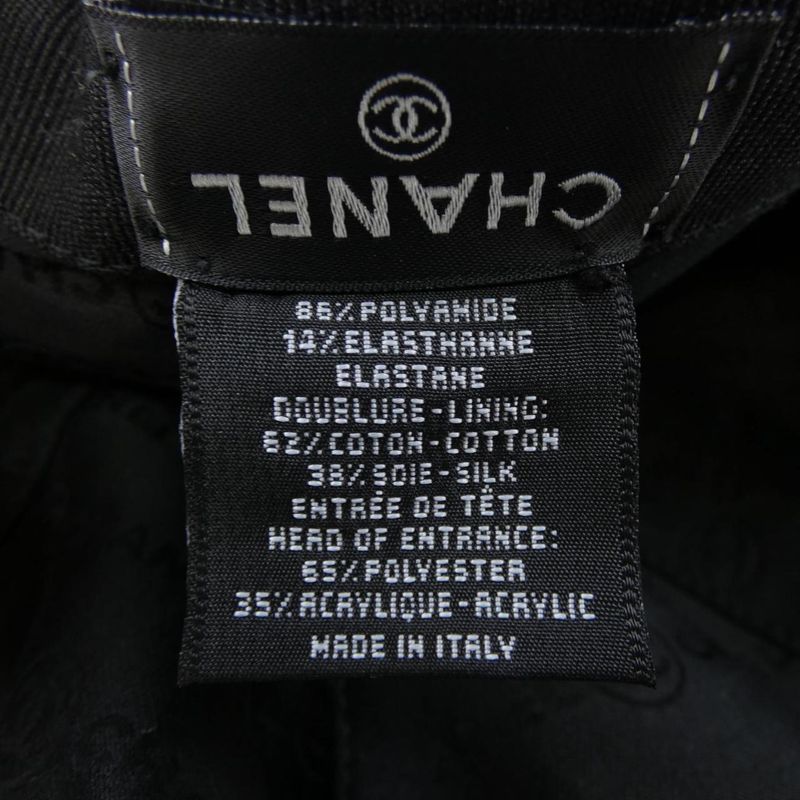 CHANEL
86% POLYAMIDE
14% ELASTHANNE
ELASTANE
DOUBLURE-LINING:
62% COTON-COTTON
38% SOIE-SILK
ENTRÉE DE TÊTE
HEAD OF ENTRANCE:
65% POLYESTER
35% ACRYLIQUE-ACRYLIC
MADE IN ITALY